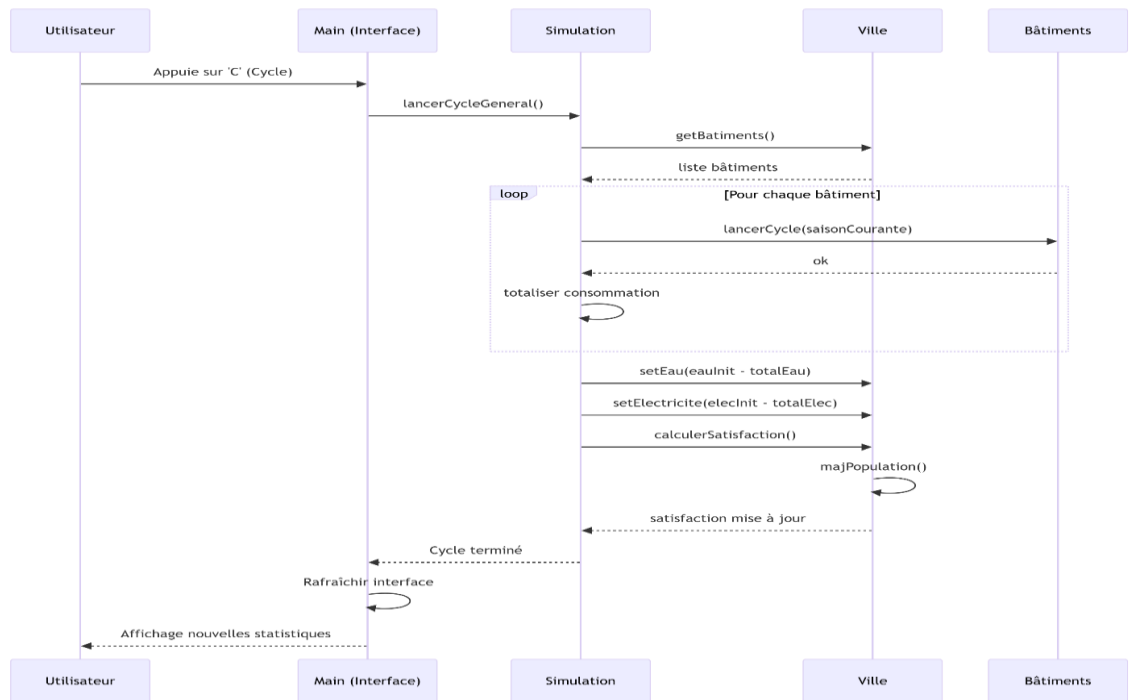 Utilisateur
Main (Interface)
Simulation
Ville
Bâtiments
Appuie sur 'C' (Cycle)
lancerCycleGeneral()
getBatiments()
liste bâtiments
loop
[Pour chaque bâtiment]
lancerCycle(saisonCourante)
ok
totaliser consommation
setEau(eauInit - totalEau)
setElectricite(elecInit - totalElec)
calculerSatisfaction()
majPopulation()
satisfaction mise à jour
Cycle terminé
Rafraîchir interface
Affichage nouvelles statistiques
Utilisateur
Main (Interface)
Simulation
Ville
Bâtiments